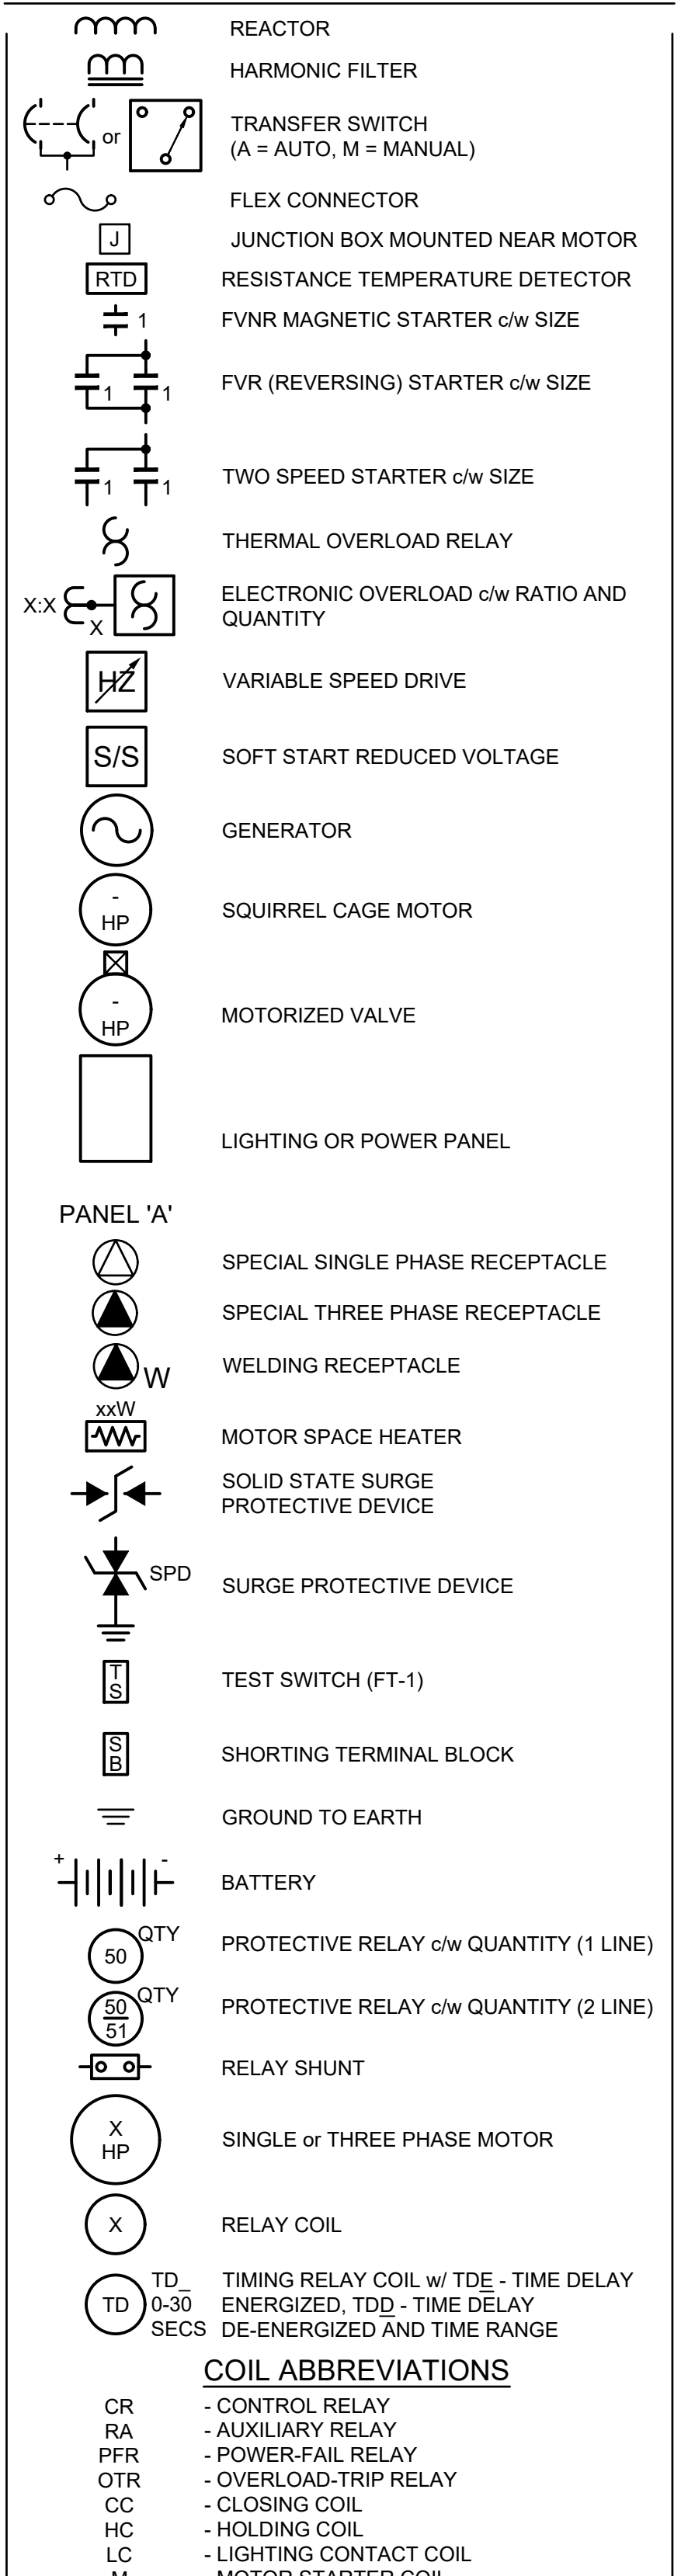 REACTOR
HARMONIC FILTER
or
TRANSFER SWITCH
(A = AUTO, M = MANUAL)
FLEX CONNECTOR
J JUNCTION BOX MOUNTED NEAR MOTOR
RTD RESISTANCE TEMPERATURE DETECTOR
1 FVNR MAGNETIC STARTER c/w SIZE
1 1 FVR (REVERSING) STARTER c/w SIZE
1 1 TWO SPEED STARTER c/w SIZE
THERMAL OVERLOAD RELAY
X:X X ELECTRONIC OVERLOAD c/w RATIO AND
QUANTITY
HZ VARIABLE SPEED DRIVE
S/S SOFT START REDUCED VOLTAGE
GENERATOR
-
HP SQUIRREL CAGE MOTOR
-
HP MOTORIZED VALVE
LIGHTING OR POWER PANEL
PANEL 'A'
SPECIAL SINGLE PHASE RECEPTACLE
SPECIAL THREE PHASE RECEPTACLE
W WELDING RECEPTACLE
xxW
MOTOR SPACE HEATER
SOLID STATE SURGE
PROTECTIVE DEVICE
SPD SURGE PROTECTIVE DEVICE
T
S
TEST SWITCH (FT-1)
S
B
SHORTING TERMINAL BLOCK
GROUND TO EARTH
+ -
BATTERY
50 QTY PROTECTIVE RELAY c/w QUANTITY (1 LINE)
50
51
QTY PROTECTIVE RELAY c/w QUANTITY (2 LINE)
RELAY SHUNT
X
HP
SINGLE or THREE PHASE MOTOR
X RELAY COIL
TD_ TIMING RELAY COIL w/ TDE - TIME DELAY
TD 0-30 ENERGIZED, TDD - TIME DELAY
SECS DE-ENERGIZED AND TIME RANGE
COIL ABBREVIATIONS
CR - CONTROL RELAY
RA - AUXILIARY RELAY
PFR - POWER-FAIL RELAY
OTR - OVERLOAD-TRIP RELAY
CC - CLOSING COIL
HC - HOLDING COIL
LC - LIGHTING CONTACT COIL
M - MOTOR STARTER COIL